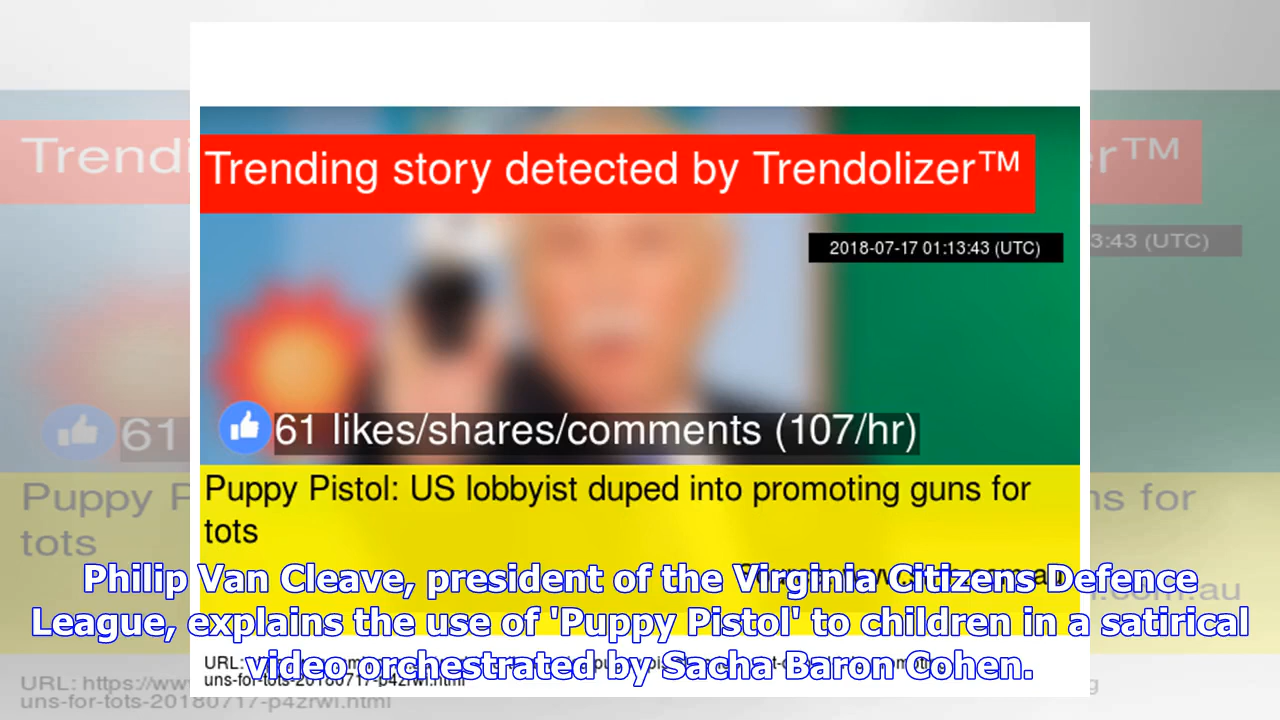 Trending story detected by Trendolizer™
2018-07-17 01:13:43 (UTC)
61 likes/shares/comments (107/hr)
Puppy Pistol: US lobbyist duped into promoting guns for
tots
Philip Van Cleave, president of the Virginia Citizens Defence
League, explains the use of 'Puppy Pistol' to children in a satirical
video orchestrated by Sacha Baron Cohen.
URL:
uns-for-tots-20180717-p4zrwl.html